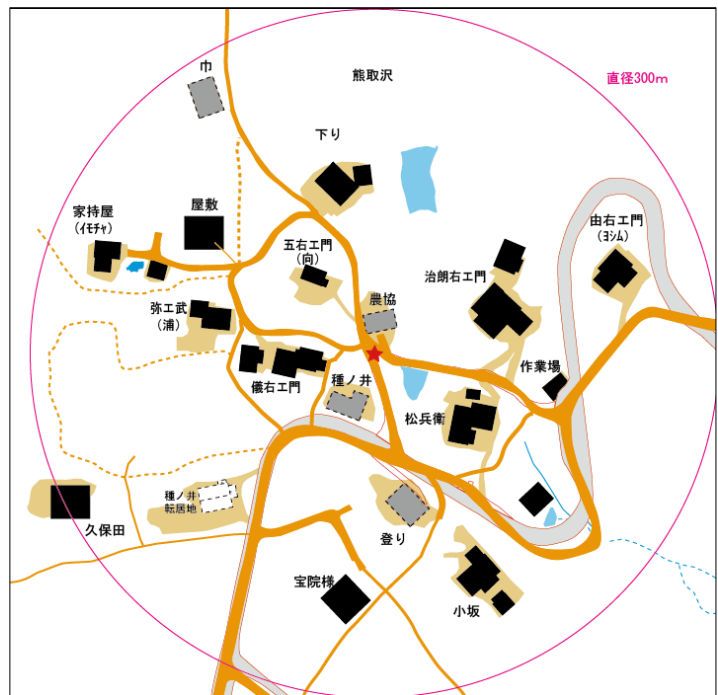 巾
熊取沢
直径300m
下り
家持屋
(イモチャ)
屋敷
由右エ門
(ヨシム)
五右エ門
(向)
治朗右エ門
農協
弥エ武
(浦)
儀右エ門
種ノ井
作業場
松兵衛
種ノ井
転居地
久保田
登り
宝院様
小坂